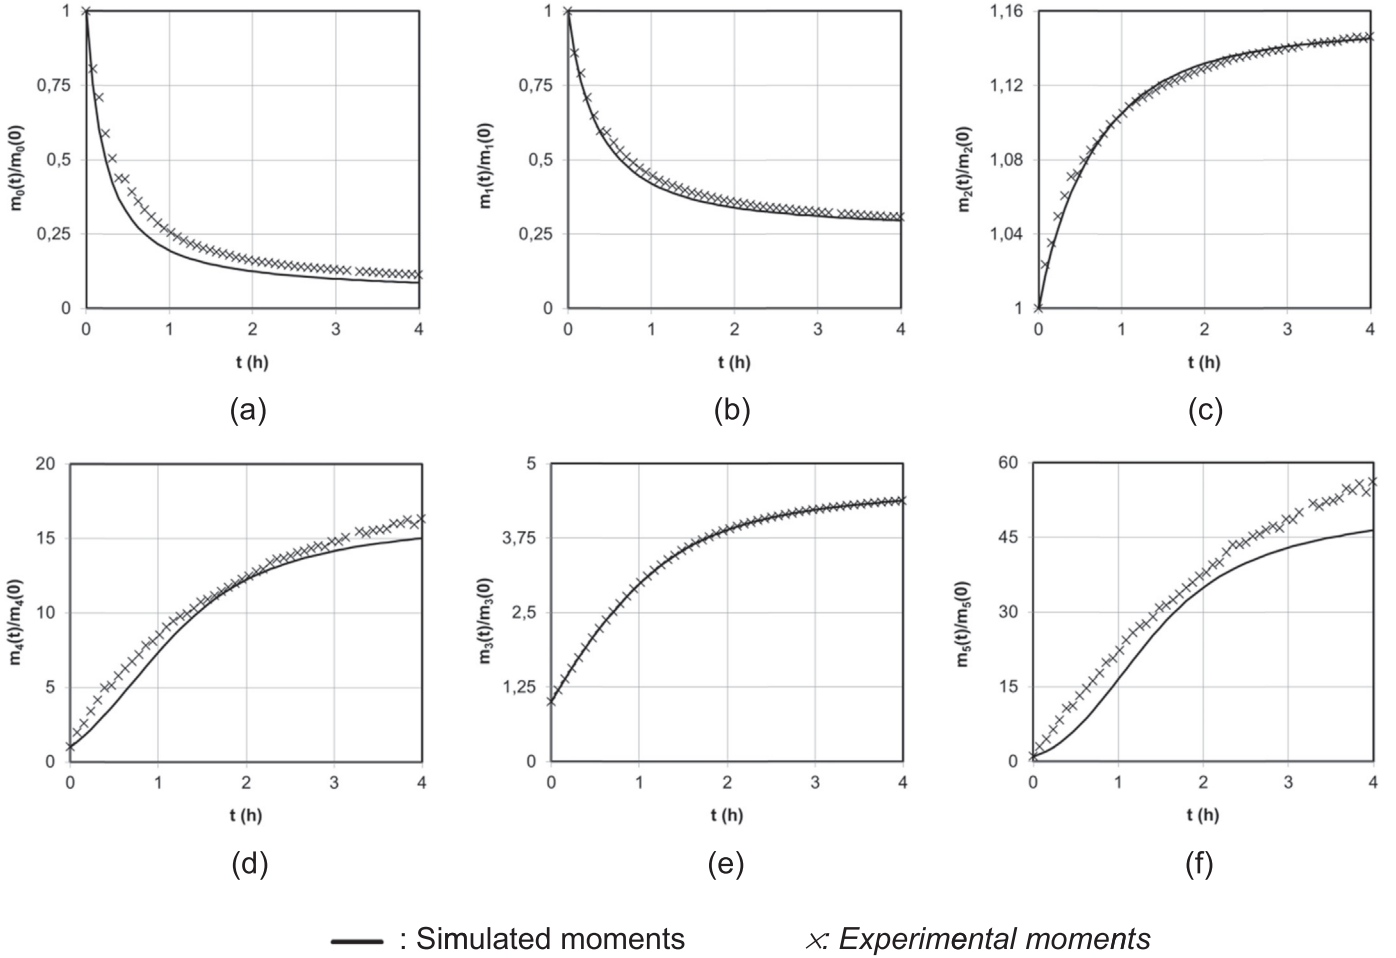 1
0,75
0,5
0,25
0
m0(t)/m0(0)
0 1 2 3 4
t (h)
(a)
1
0,75
0,5
0,25
0
m1(t)/m1(0)
0 1 2 3 4
t (h)
(b)
1,16
1,12
1,08
1,04
1
m2(t)/m2(0)
0 1 2 3 4
t (h)
(c)
20
15
10
5
0
m4(t)/m4(0)
0 1 2 3 4
t (h)
(d)
5
3,75
2,5
1,25
0
m3(t)/m3(0)
0 1 2 3 4
t (h)
(e)
60
45
30
15
0
m5(t)/m5(0)
0 1 2 3 4
t (h)
(f)
: Simulated moments
×: Experimental moments